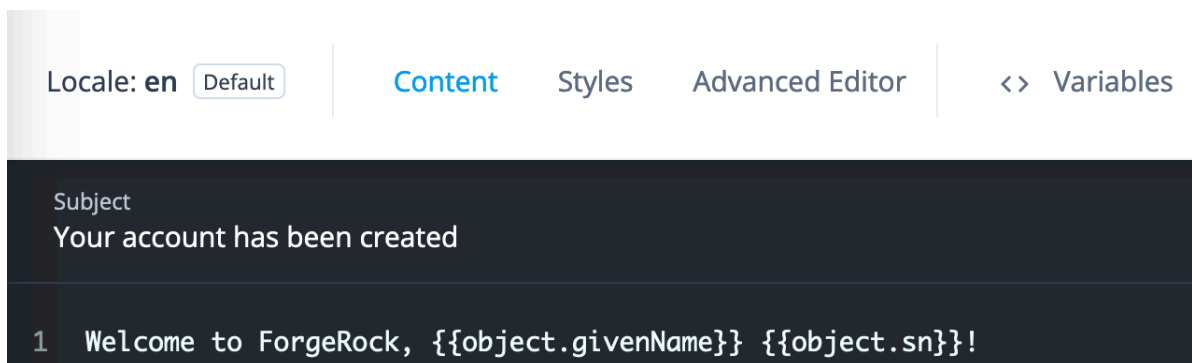 Locale: en Default Content Styles Advanced Editor <> Variables
Subject
Your account has been created
1 Welcome to ForgeRock, {{object.givenName}} {{object.sn}}!